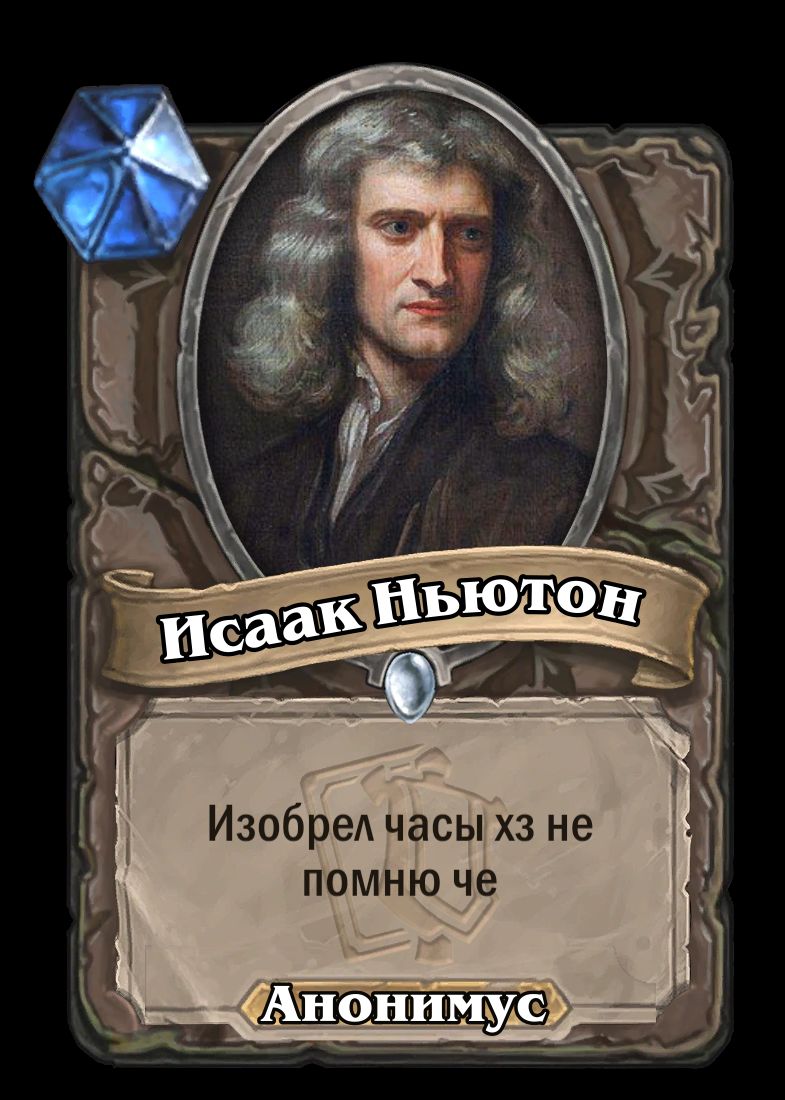 Исаак Ньютон
Изобрел часы хз не
помню че
Анонимус